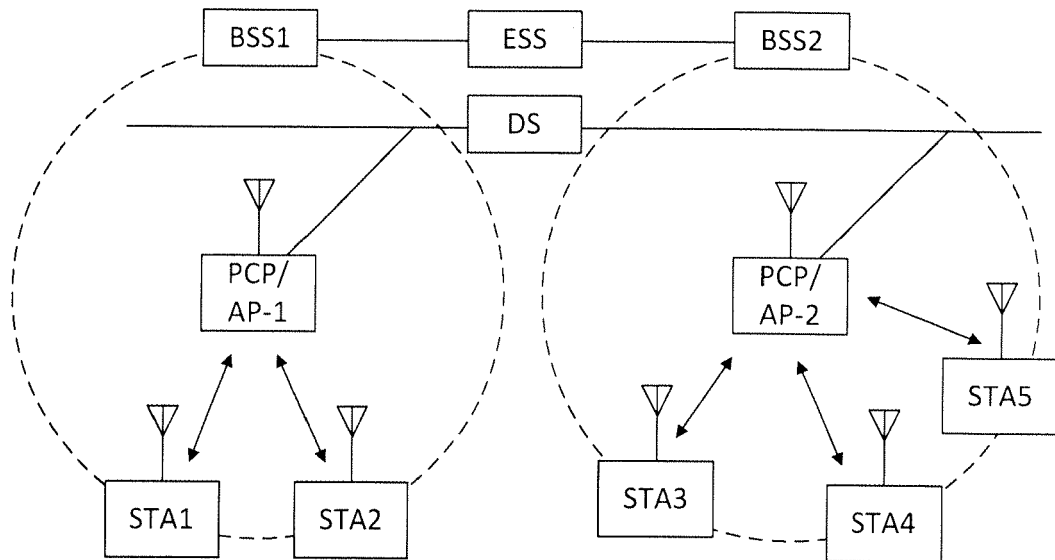 BSS1
ESS
BSS2
DS
PCP/
AP-1
PCP/
AP-2
STA1
STA2
STA3
STA4
STA5